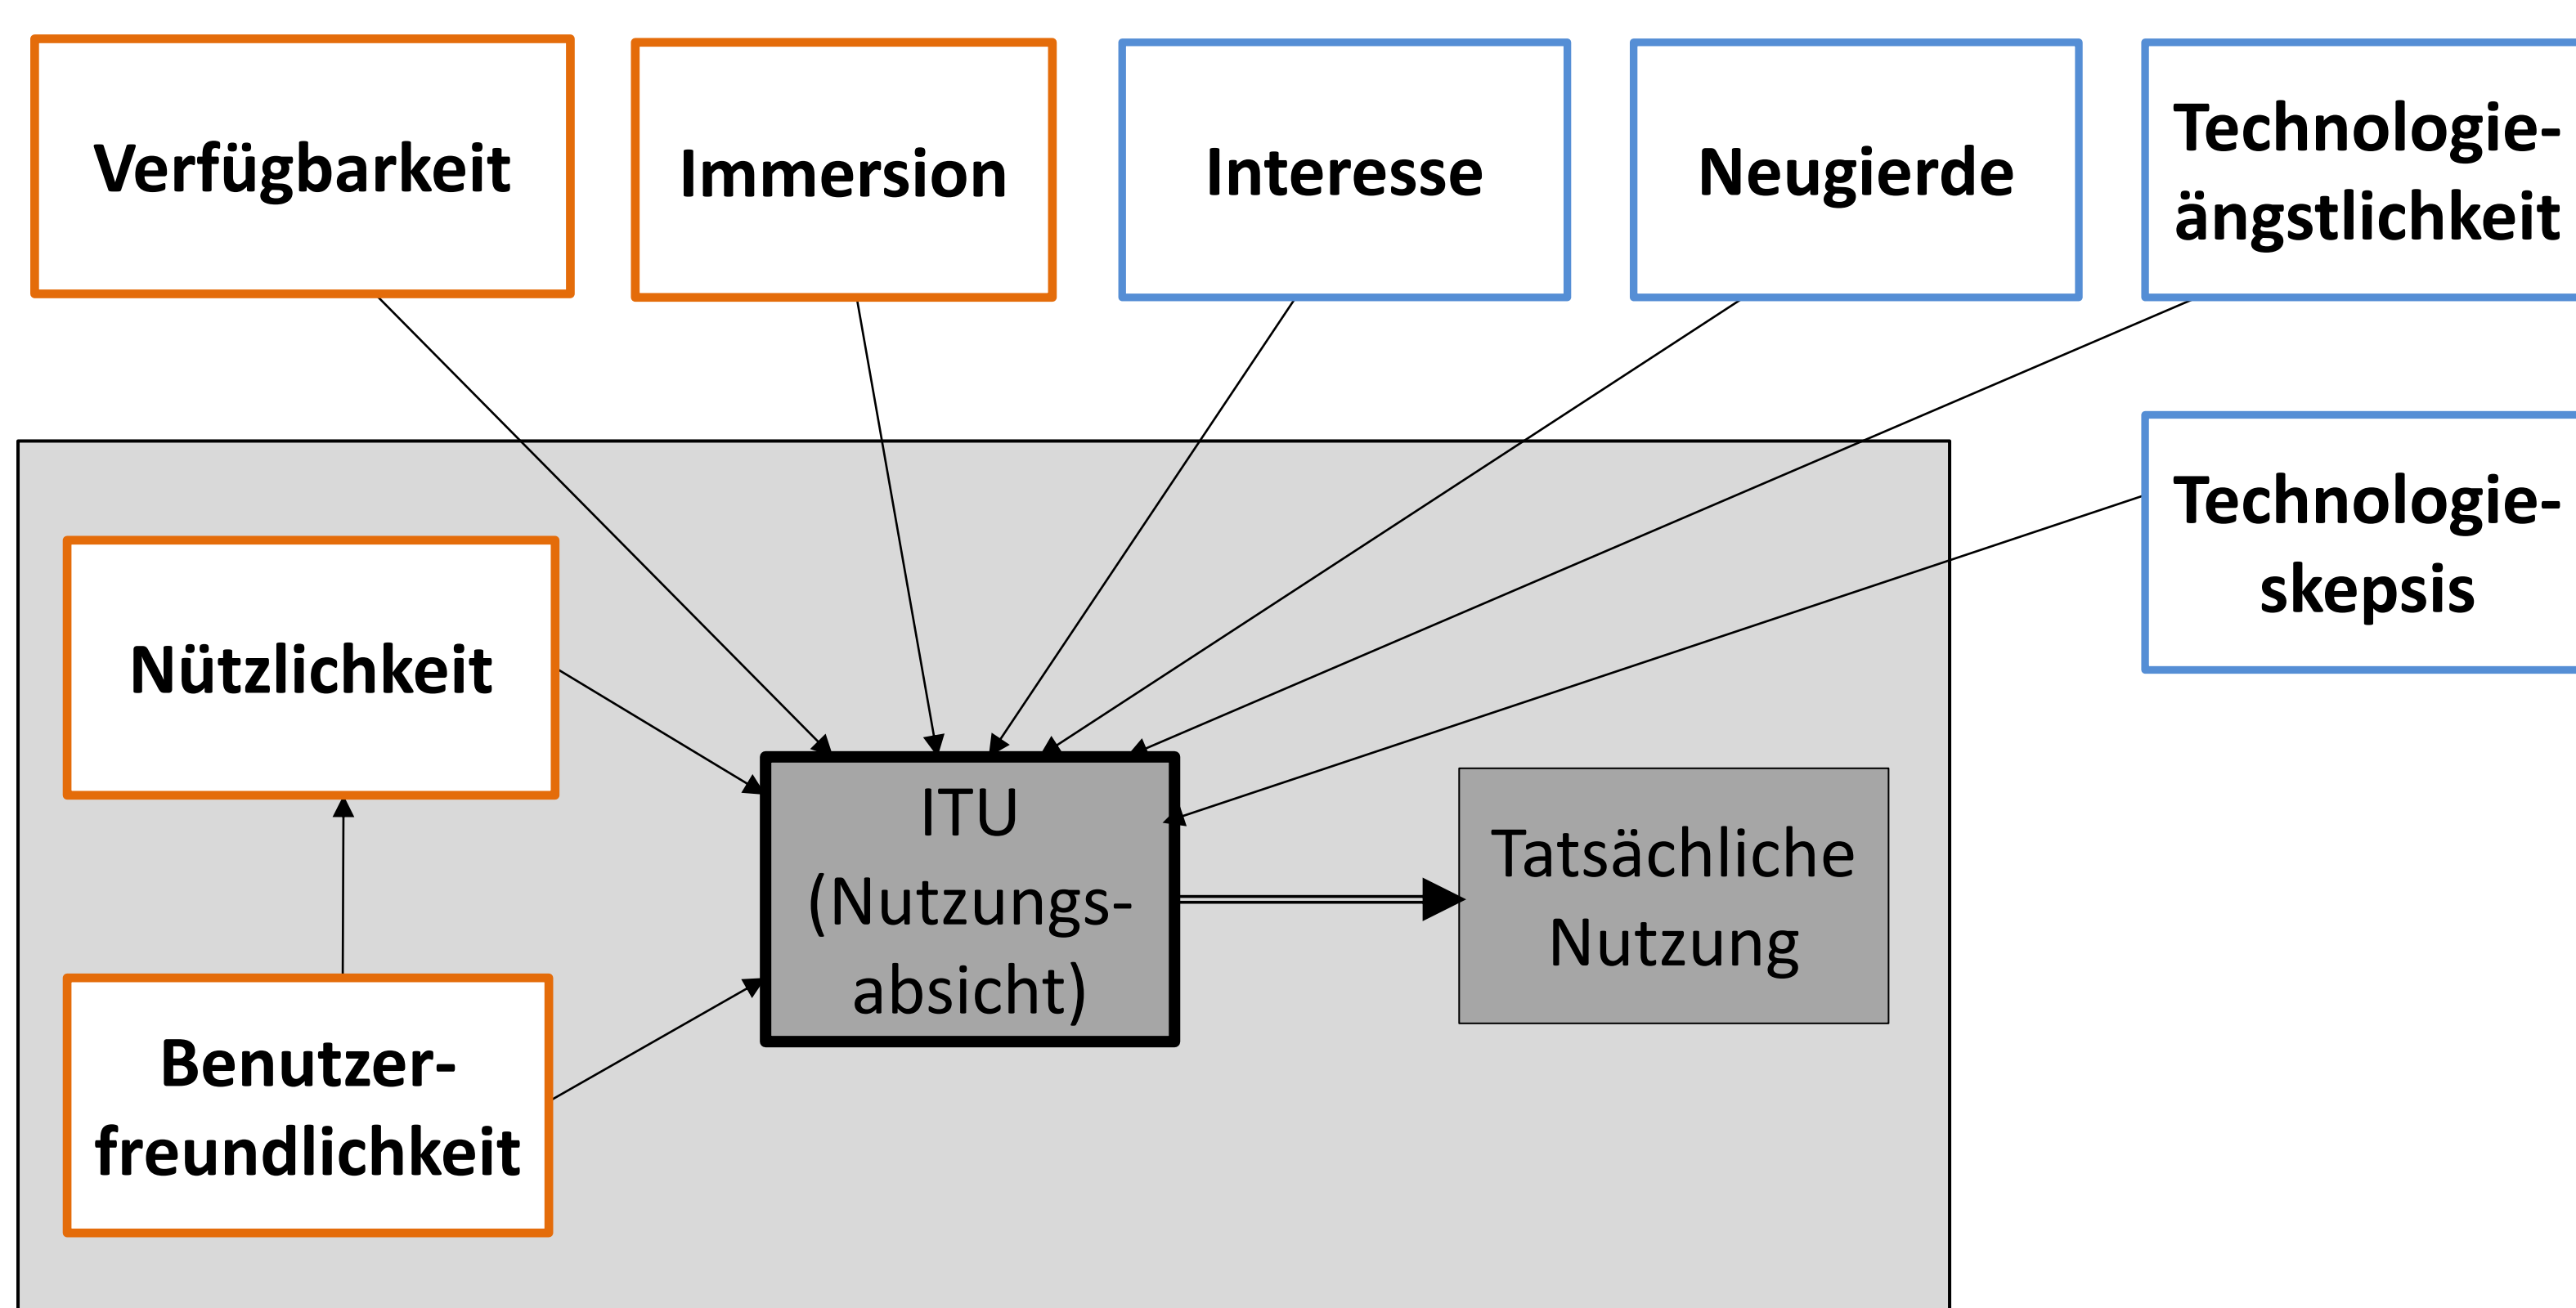 Verfügbarkeit
Immersion
Interesse
Neugierde
Technologie-
ängstlichkeit
Technologie-
skepsis
Nützlichkeit
ITU
(Nutzungs-
absicht)
Tatsächliche
Nutzung
Benutzer-
freundlichkeit